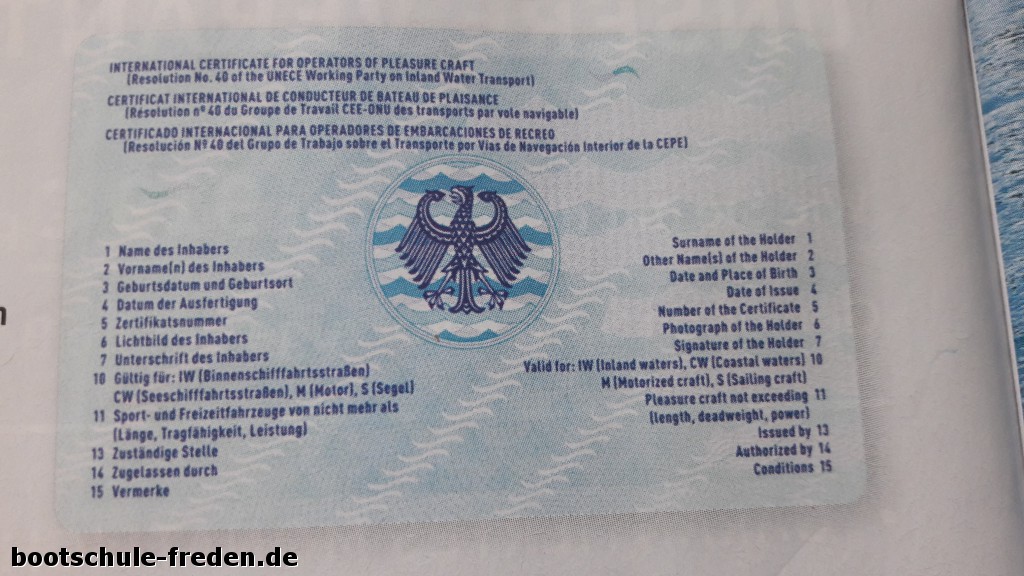 INTERNATIONAL CERTIFICATE FOR OPERATORS OF PLEASURE CRAFT
(Resolution No. 40 of the UNECE Working Party on Inland Water Transport)
CERTIFICAT INTERNATIONAL DE CONDUCTEUR DE BATEAU DE PLAISANCE
(Résolution nº 40 du Groupe de Travail CEE-ONU des transports par voie navigable)
CERTIFICADO INTERNACIONAL PARA OPERADORES DE EMBARCACIONES DE RECREO
(Resolución Nº 40 del Grupo de Trabajo sobre el Transporte por Vias de Navegación Interior de la CEPE)
1 Name des Inhabers
2 Vorname(n) des Inhabers
3 Geburtsdatum und Geburtsort
4 Datum der Ausfertigung
5 Zertifikatsnummer
6 Lichtbild des Inhabers
7 Unterschrift des Inhabers
10 Gültig für: IW (Binnenschifffahrtsstraßen)
CW (Seeschifffahrtsstraßen), M (Motor), S (Segel)
11 Sport- und Freizeitfahrzeuge von nicht mehr als
(Länge, Tragfähigkeit, Leistung)
13 Zuständige Stelle
14 Zugelassen durch
15 Vermerke
Surname of the Holder 1
Other Name(s) of the Holder 2
Date and Place of Birth 3
Date of Issue 4
Number of the Certificate 5
Photograph of the Holder 6
Signature of the Holder 7
Valid for: IW (Inland waters), CW (Coastal waters) 10
M (Motorized craft), S (Sailing craft)
Pleasure craft not exceeding 11
(length, deadweight, power)
Issued by 13
Authorized by 14
Conditions 15
bootschule-freden.de